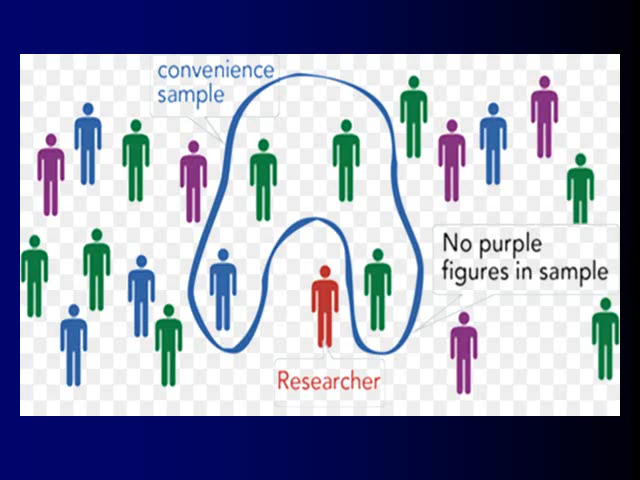 convenience
sample
No purple
figures in sample
Researcher